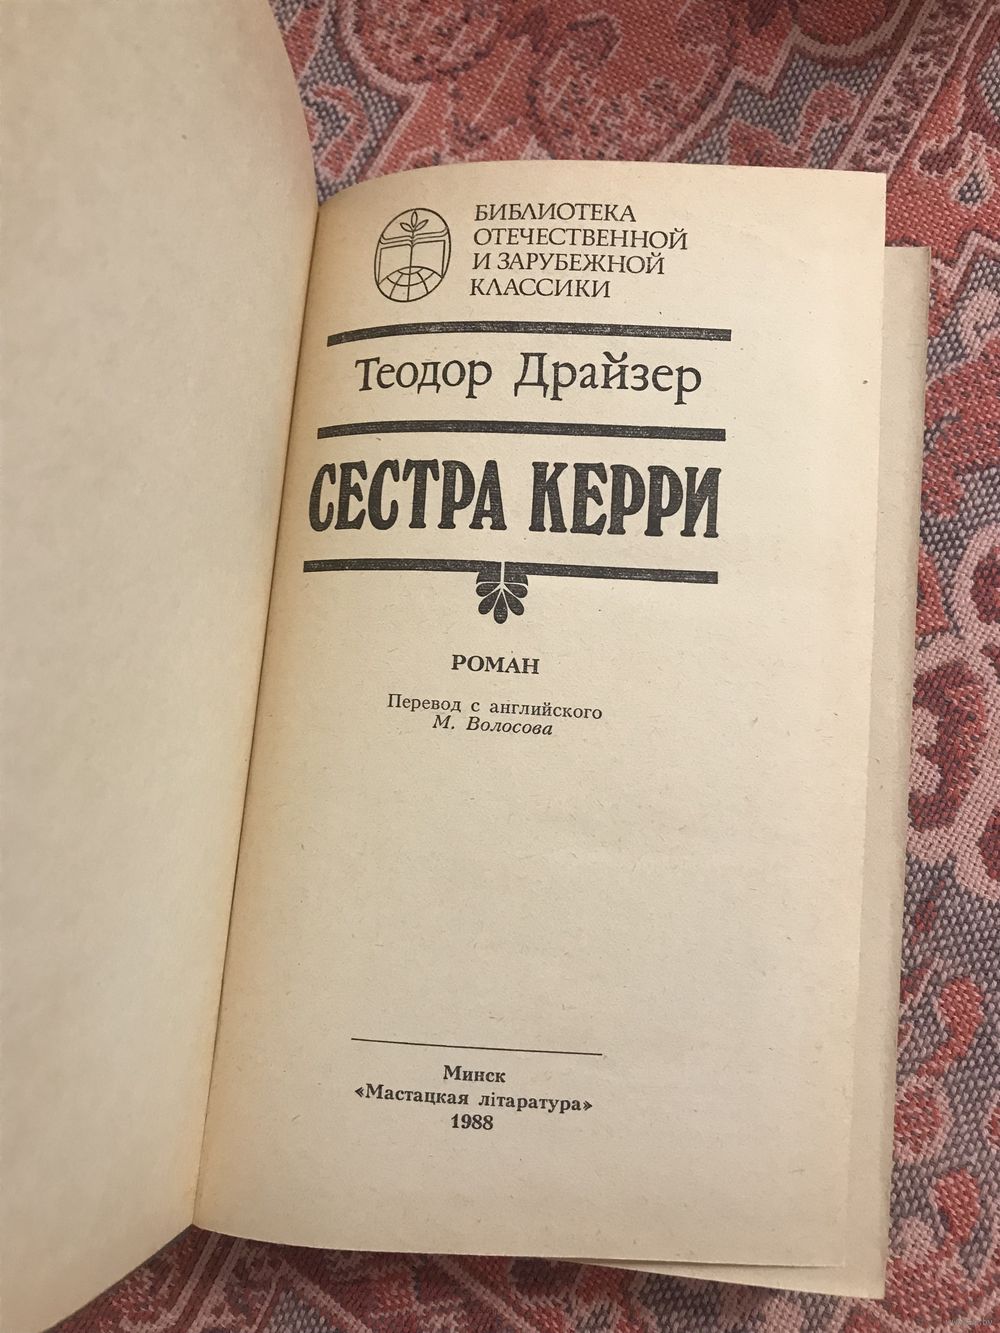 БИБЛИОТЕКА
ОТЕЧЕСТВЕННОЙ
И ЗАРУБЕЖНОЙ
КЛАССИКИ
Теодор Драйзер
СЕСТРА КЕРРИ
РОМАН
Перевод с английского
М. Волосова
Минск
«Мастацкая літаратура»
1988